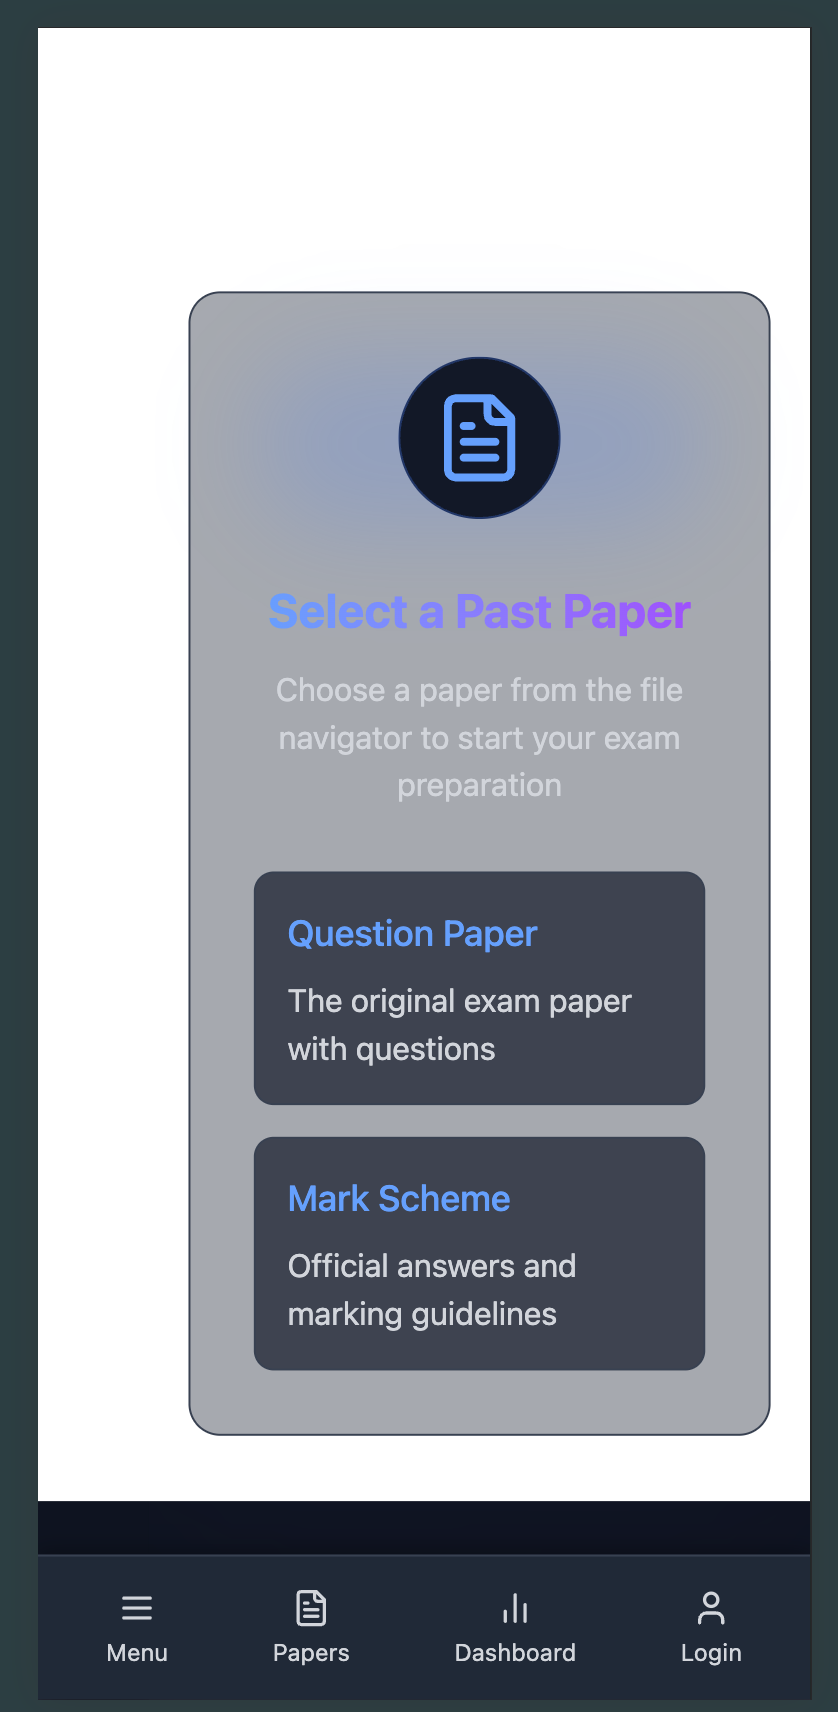 Select a Past Paper
Choose a paper from the file
navigator to start your exam
preparation
Question Paper
The original exam paper
with questions
Mark Scheme
Official answers and
marking guidelines
Menu Papers Dashboard Login